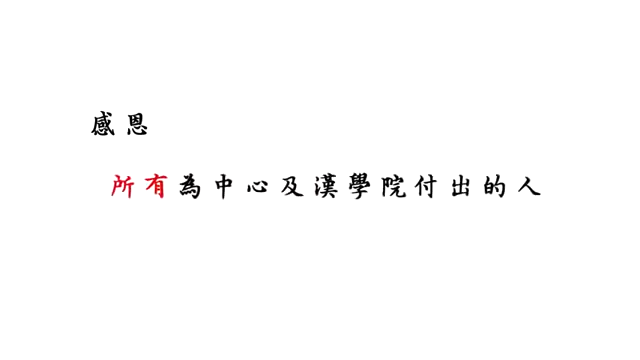 感恩
所有為中心及漢學院付出的人